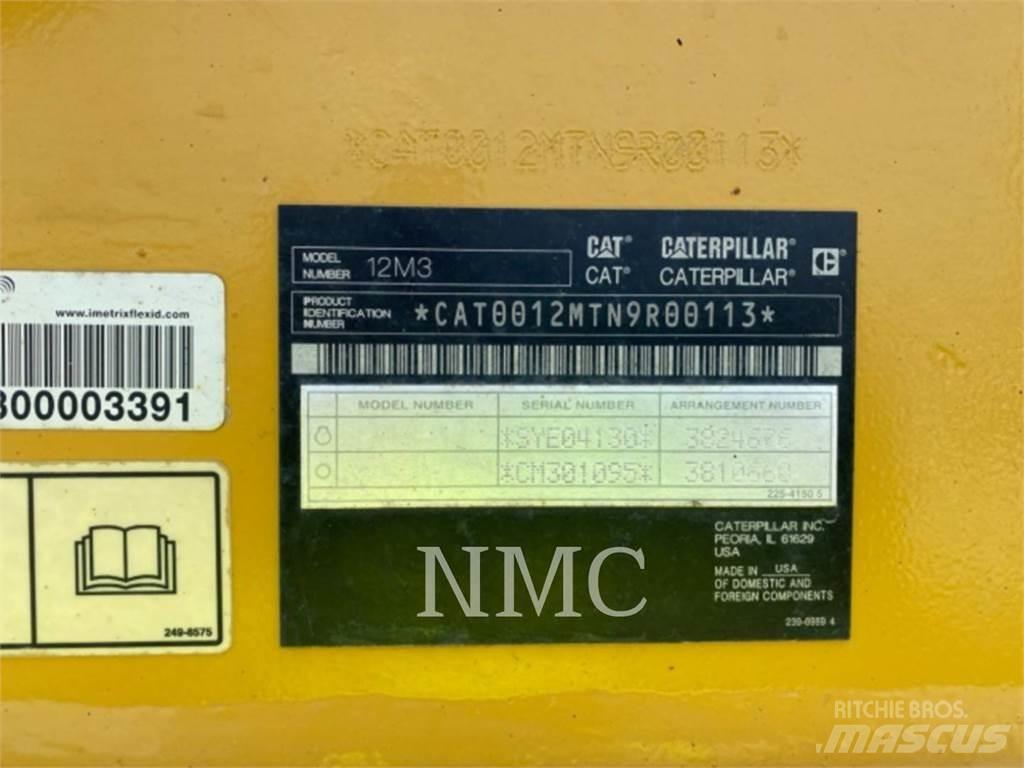 *CAT0012MTN9R00113*
MODEL NUMBER 12M3
CAT® CATERPILLAR®
CAT® CATERPILLAR®
PRODUCT IDENTIFICATION NUMBER *CAT0012MTN9R00113*
www.imetrixflexid.com
300003391
MODEL NUMBER SERIAL NUMBER ARRANGEMENT NUMBER
*SYE04130*
*CM301095*
225-4150 5
CATERPILLAR INC.
PEORIA, IL 61629
USA
MADE IN USA
OF DOMESTIC AND
FOREIGN COMPONENTS
249-6575
NMC
RITCHIE BROS.
MASCUS